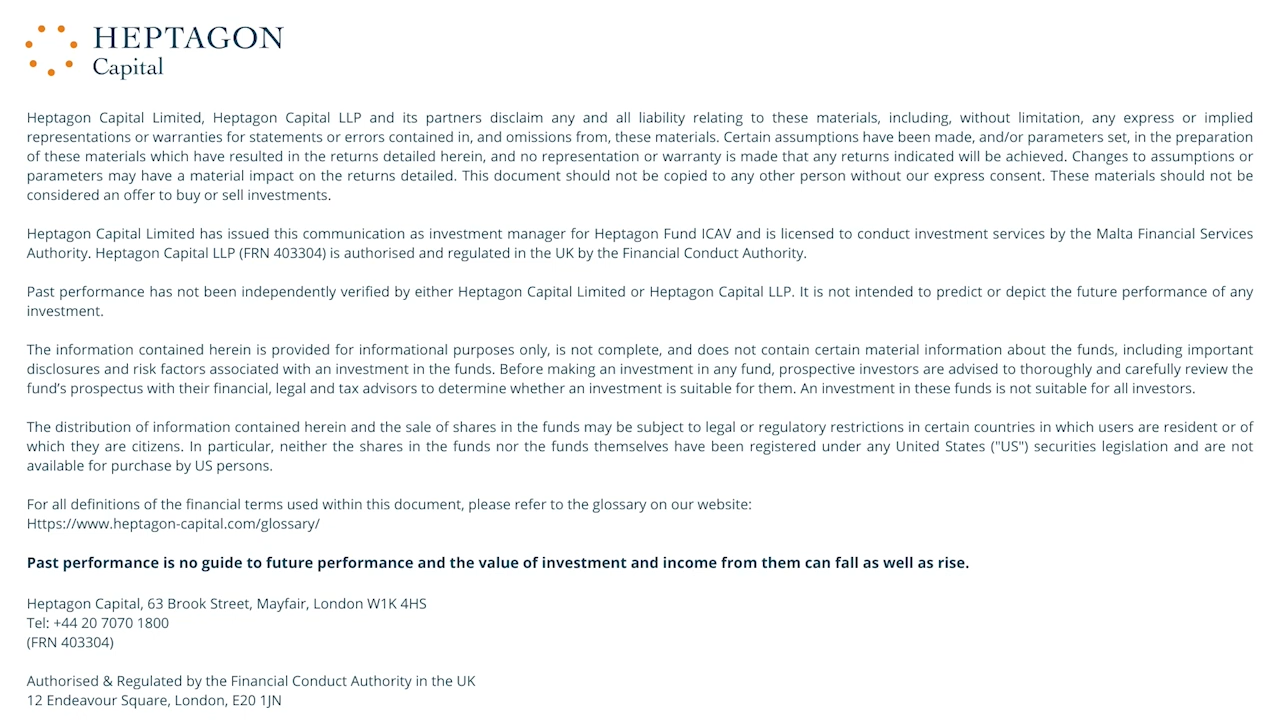 HEPTAGON
Capital
Heptagon Capital Limited, Heptagon Capital LLP and its partners disclaim any and all liability relating to these materials, including, without limitation, any express or implied
representations or warranties for statements or errors contained in, and omissions from, these materials. Certain assumptions have been made, and/or parameters set, in the preparation
of these materials which have resulted in the returns detailed herein, and no representation or warranty is made that any returns indicated will be achieved. Changes to assumptions or
parameters may have a material impact on the returns detailed. This document should not be copied to any other person without our express consent. These materials should not be
considered an offer to buy or sell investments.
Heptagon Capital Limited has issued this communication as investment manager for Heptagon Fund ICAV and is licensed to conduct investment services by the Malta Financial Services
Authority. Heptagon Capital LLP (FRN 403304) is authorised and regulated in the UK by the Financial Conduct Authority.
Past performance has not been independently verified by either Heptagon Capital Limited or Heptagon Capital LLP. It is not intended to predict or depict the future performance of any
investment.
The information contained herein is provided for informational purposes only, is not complete, and does not contain certain material information about the funds, including important
disclosures and risk factors associated with an investment in the funds. Before making an investment in any fund, prospective investors are advised to thoroughly and carefully review the
fund’s prospectus with their financial, legal and tax advisors to determine whether an investment is suitable for them. An investment in these funds is not suitable for all investors.
The distribution of information contained herein and the sale of shares in the funds may be subject to legal or regulatory restrictions in certain countries in which users are resident or of
which they are citizens. In particular, neither the shares in the funds nor the funds themselves have been registered under any United States ("US") securities legislation and are not
available for purchase by US persons.
For all definitions of the financial terms used within this document, please refer to the glossary on our website:
Https://www.heptagon-capital.com/glossary/
Past performance is no guide to future performance and the value of investment and income from them can fall as well as rise.
Heptagon Capital, 63 Brook Street, Mayfair, London W1K 4HS
Tel: +44 20 7070 1800
(FRN 403304)
Authorised & Regulated by the Financial Conduct Authority in the UK
12 Endeavour Square, London, E20 1JN